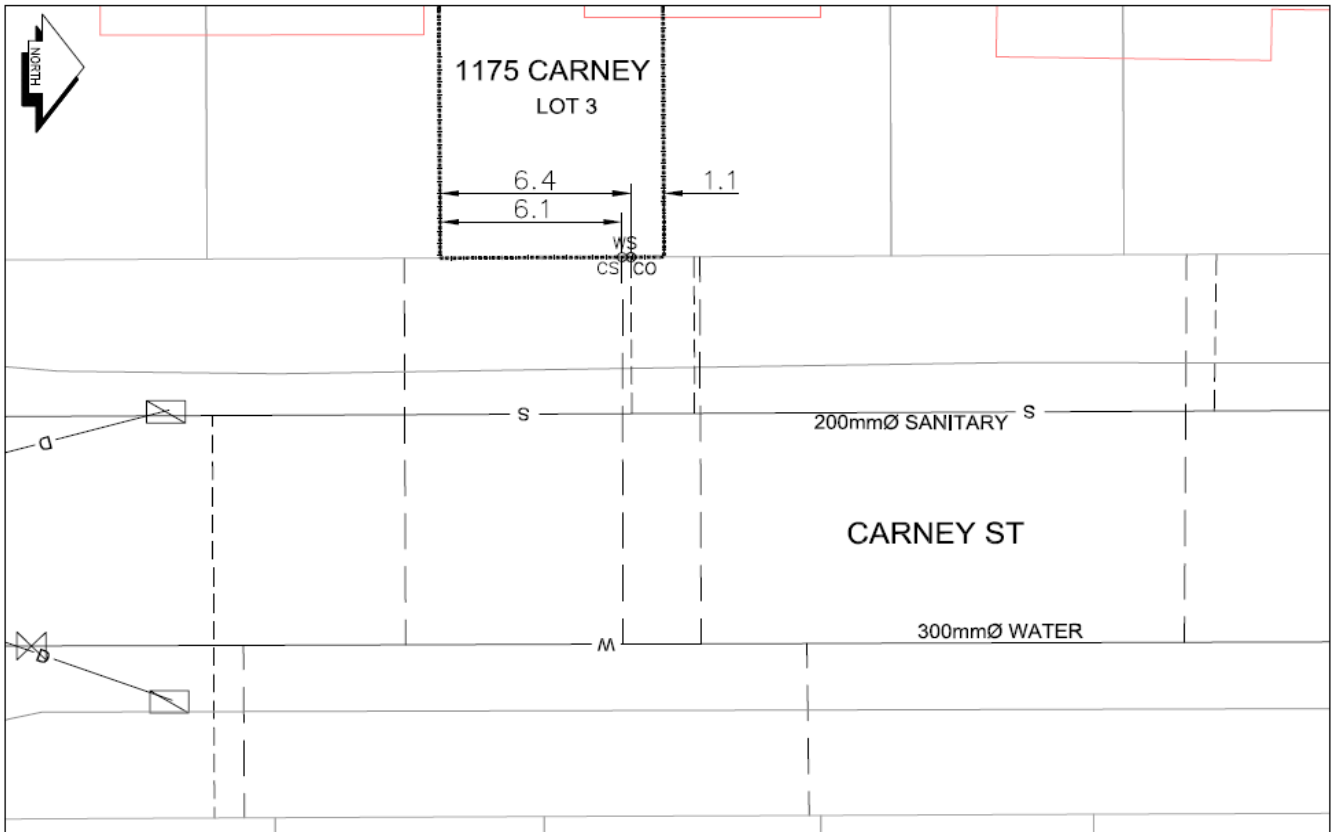 NORTH
1175 CARNEY
LOT 3
6.4
1.1
6.1
WS
CS CO
S
S
200mmØ SANITARY
D
CARNEY ST
300mmØ WATER
W
D